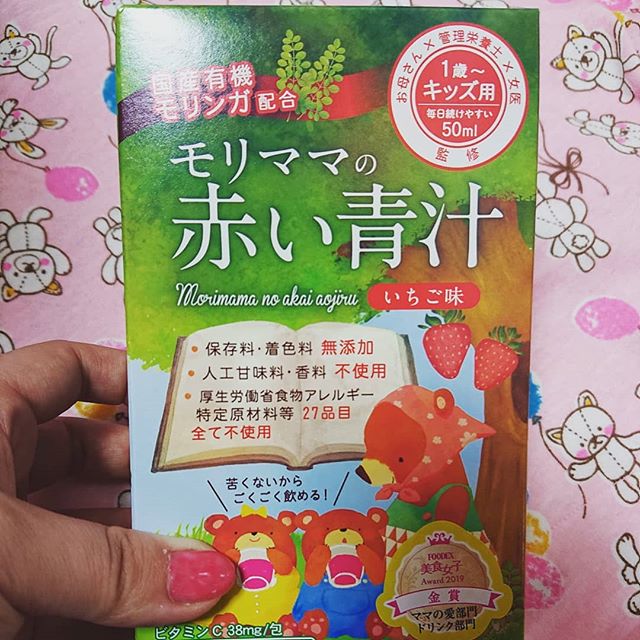 国産有機
モリンガ配合
お母さん×管理栄養士×女医
1歳〜
キッズ用
毎日続けやすい
50ml
監修
モリママの
赤い青汁
Morimama no akai aojiru
いちご味
・保存料・着色料 無添加
・人工甘味料・香料 不使用
・厚生労働省食物アレルギー
特定原材料等 27品目
全て不使用
苦くないから
ごくごく飲める!
FOODEX
美食女子
Award 2019
金賞
ママの愛部門
ドリンク部門
ビタミンC 38mg/包